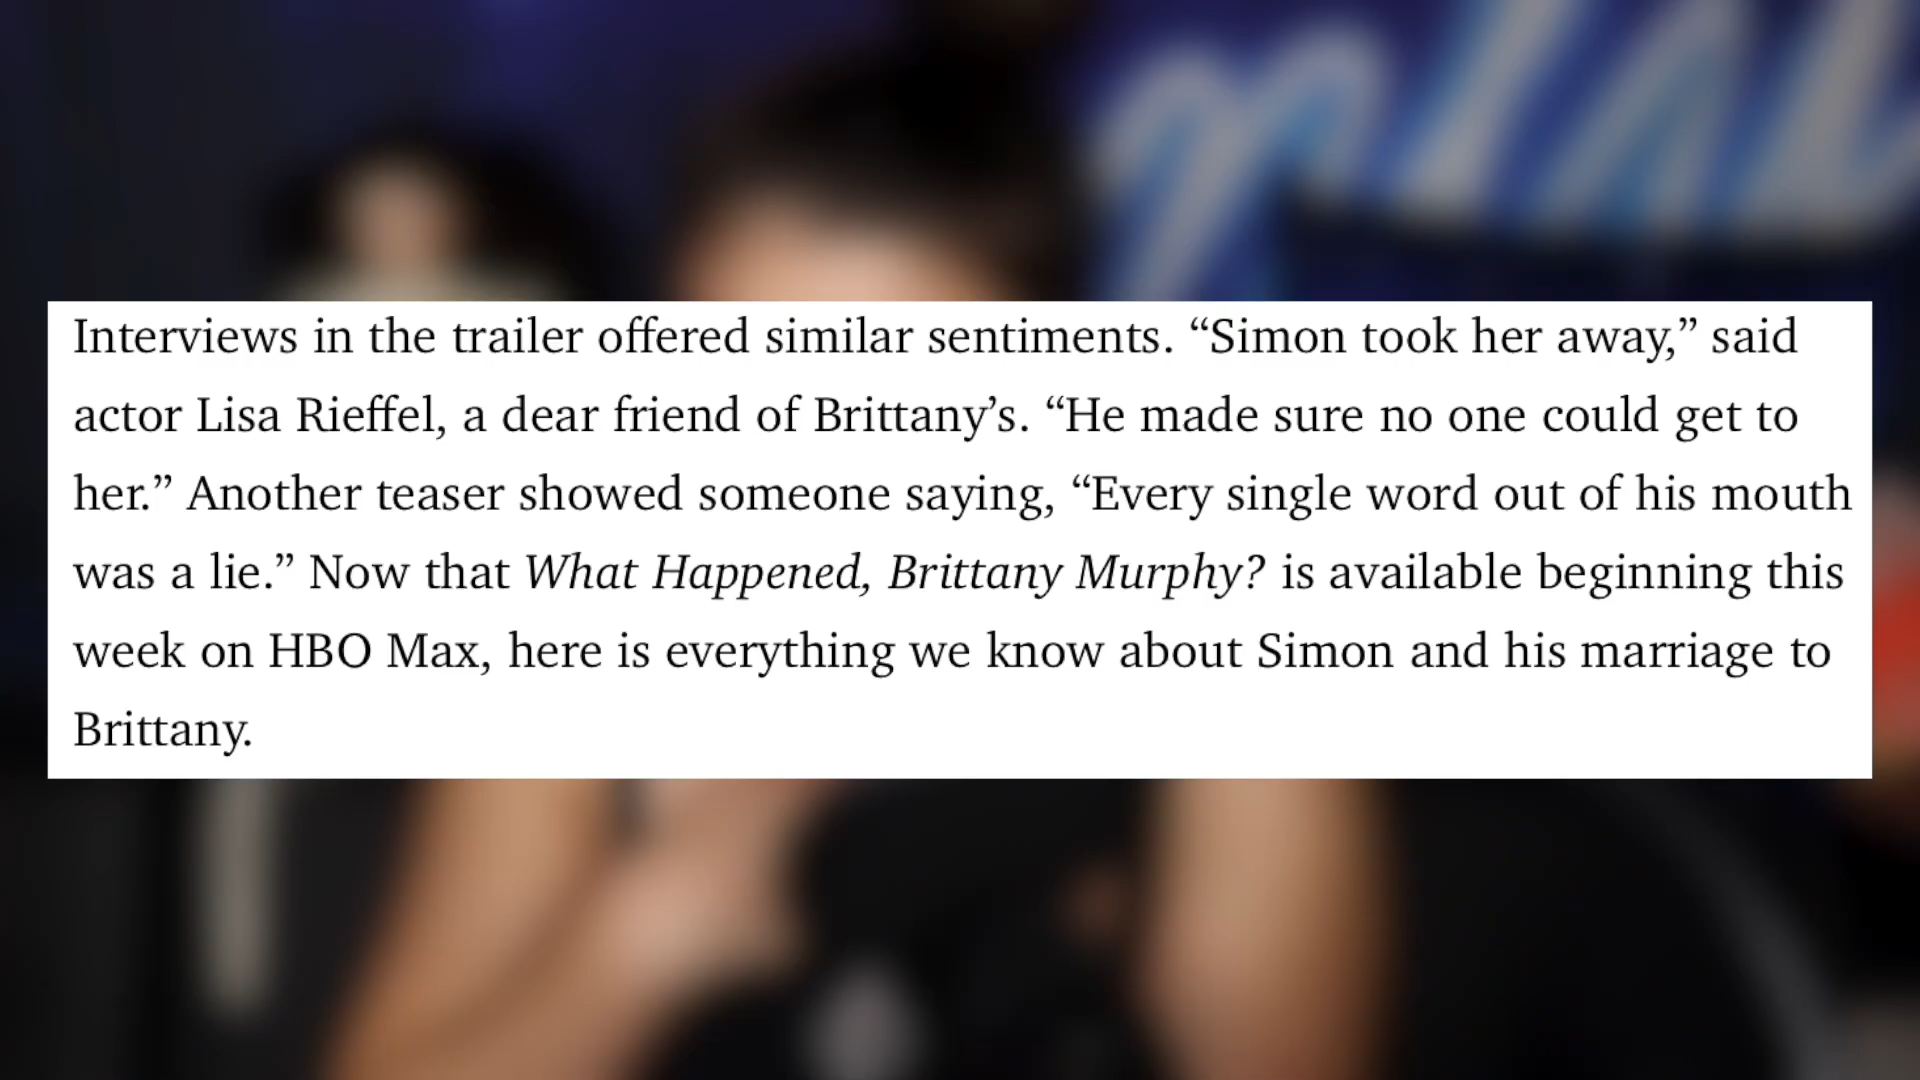 Interviews in the trailer offered similar sentiments. “Simon took her away,” said
actor Lisa Rieffel, a dear friend of Brittany’s. “He made sure no one could get to
her.” Another teaser showed someone saying, “Every single word out of his mouth
was a lie.” Now that What Happened, Brittany Murphy? is available beginning this
week on HBO Max, here is everything we know about Simon and his marriage to
Brittany.